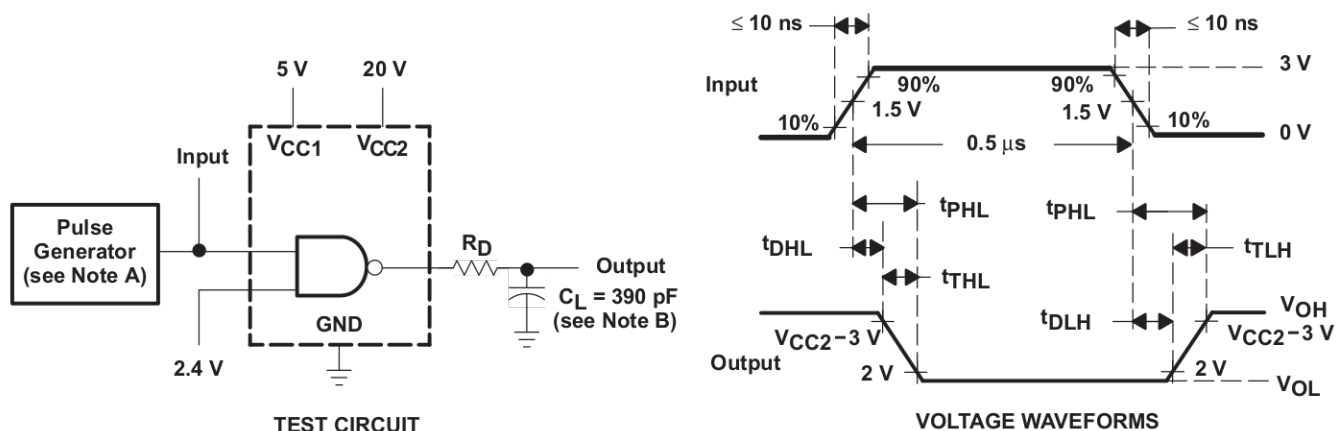 5 V
20 V
VCC1
VCC2
Input
Pulse
Generator
(see Note A)
RD
Output
CL = 390 pF
(see Note B)
GND
2.4 V
TEST CIRCUIT
≤ 10 ns
≤ 10 ns
Input
3 V
90%
90%
1.5 V
1.5 V
10%
10%
0 V
0.5 μs
tPHL
tPHL
tDHL
tTLH
tTHL
tDLH
VOH
VCC2−3 V
VCC2−3 V
Output
2 V
2 V
VOL
VOLTAGE WAVEFORMS